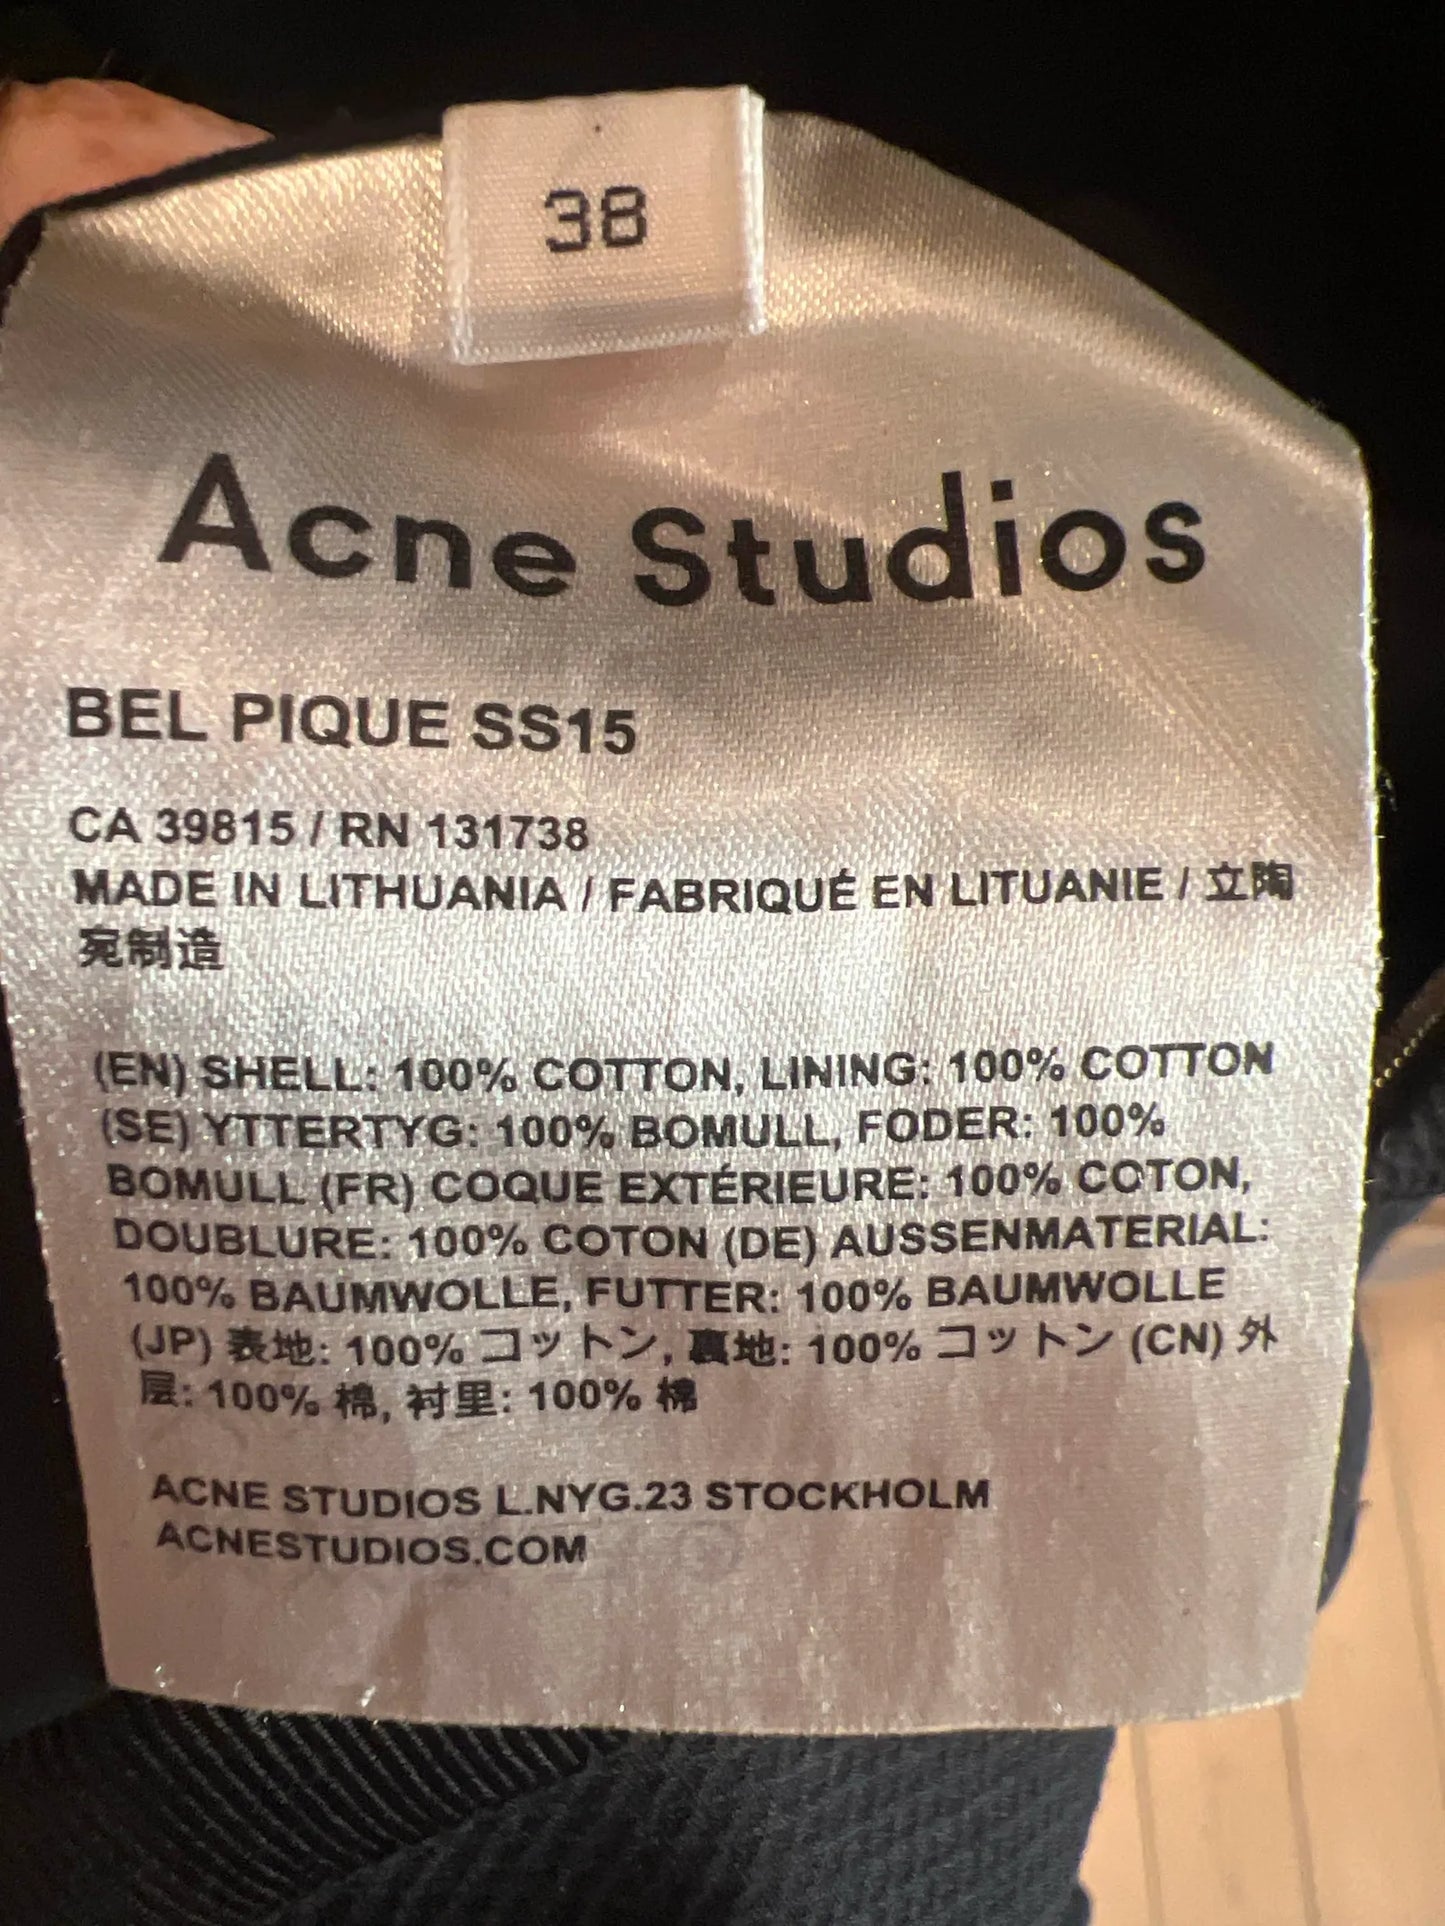 38
Acne Studios
BEL PIQUE SS15
CA 39815 / RN 131738
MADE IN LITHUANIA / FABRIQUÉ EN LITUANIE / 立陶
宛制造
(EN) SHELL: 100% COTTON, LINING: 100% COTTON
(SE) YTTERTYG: 100% BOMULL, FODER: 100%
BOMULL (FR) COQUE EXTÉRIEURE: 100% COTON,
DOUBLURE: 100% COTON (DE) AUSSENMATERIAL:
100% BAUMWOLLE, FUTTER: 100% BAUMWOLLE
(JP) 表地: 100% コットン, 裏地: 100% コットン (CN) 外
层: 100% 棉, 衬里: 100% 棉
ACNE STUDIOS L.NYG.23 STOCKHOLM
ACNESTUDIOS.COM